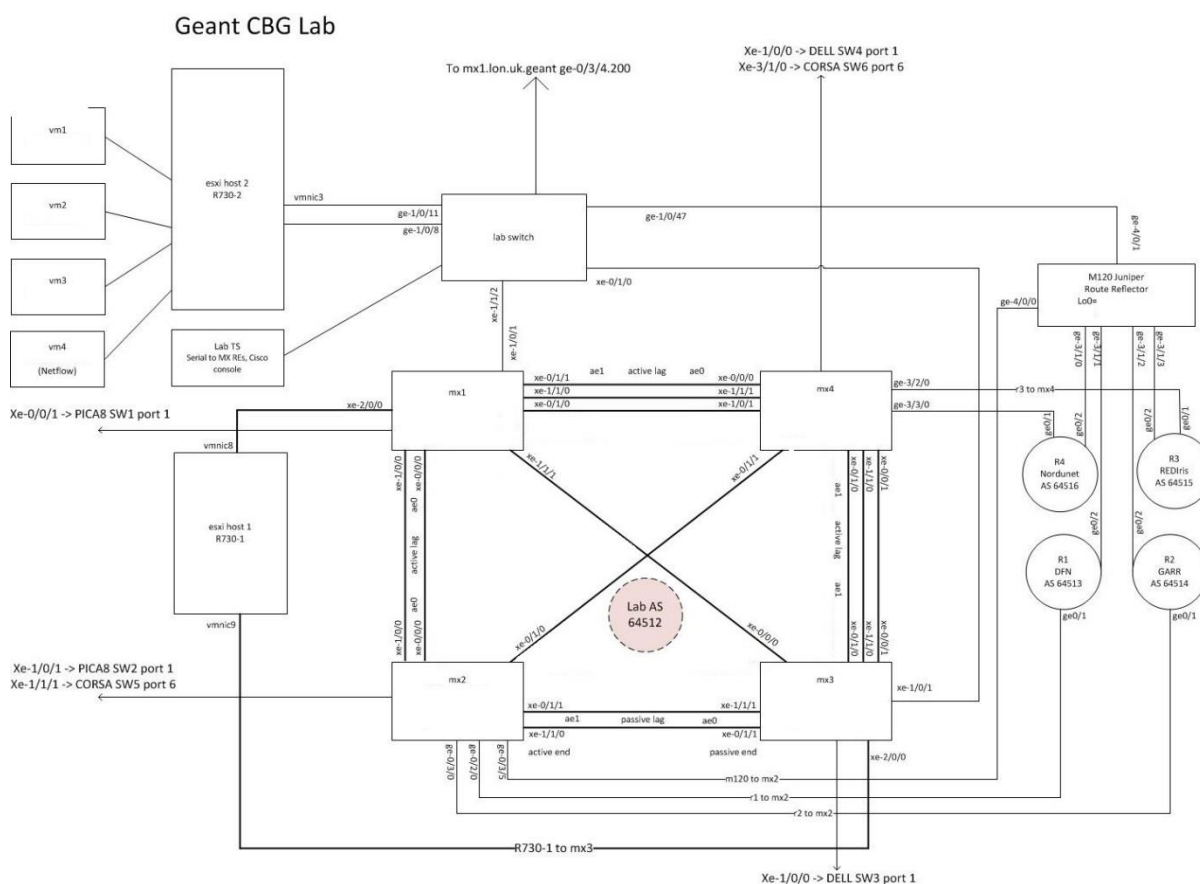 Geant CBG Lab
Xe-1/0/0 -> DELL SW4 port 1
Xe-3/1/0 -> CORSA SW6 port 6
To mx1.lon.uk.geant ge-0/3/4.200
vm1
vm2
vm3
vm4
(Netflow)
esxi host 2
R730-2
vmnic3
ge-1/0/11
ge-1/0/8
lab switch
ge-1/0/47
xe-0/1/0
ge-4/0/1
M120 Juniper
Route Reflector
Lo0=
ge-4/0/0
ge-3/1/0
ge-3/1/1
ge-3/1/2
ge-3/1/3
Lab TS
Serial to MX REs, Cisco
console
xe-1/1/2
xe-1/0/1
Xe-0/0/1 -> PICA8 SW1 port 1
xe-2/0/0
mx1
xe-0/1/1
ae1
active lag
ae0
xe-0/0/0
xe-1/1/0
xe-1/1/1
xe-0/1/0
xe-1/0/1
mx4
ge-3/2/0
r3 to mx4
ge-3/3/0
ge0/1
ge0/2
ge0/2
ge0/1
R4
Nordunet
AS 64516
R3
REDIris
AS 64515
ge0/2
ge0/2
R1
DFN
AS 64513
R2
GARR
AS 64514
ge0/1
ge0/1
vmnic8
esxi host 1
R730-1
vmnic9
xe-1/0/0
xe-0/0/0
ae0
active lag
ae0
xe-1/0/0
xe-0/0/0
xe-1/1/1
xe-0/1/1
xe-0/1/0
xe-0/0/0
Lab AS
64512
ae1
active lag
ae1
xe-0/1/0
xe-1/1/0
xe-0/0/1
xe-0/1/0
xe-1/1/0
xe-0/0/1
Xe-1/0/1 -> PICA8 SW2 port 1
Xe-1/1/1 -> CORSA SW5 port 6
mx2
xe-0/1/1
ae1
passive lag
ae0
xe-1/1/1
xe-1/1/0
xe-0/1/1
active end
passive end
mx3
xe-1/0/1
xe-2/0/0
ge-0/3/0
ge-0/2/0
ge-0/3/5
m120 to mx2
r1 to mx2
r2 to mx2
R730-1 to mx3
Xe-1/0/0 -> DELL SW3 port 1